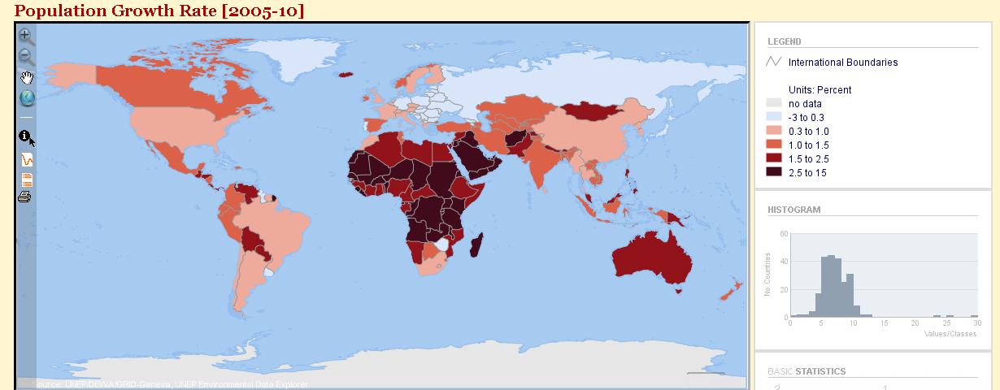 Population Growth Rate [2005-10]
LEGEND
International Boundaries
Units: Percent
no data
-3 to 0.3
0.3 to 1.0
1.0 to 1.5
1.5 to 2.5
2.5 to 15
HISTOGRAM
60
40
20
0
No Countries
0 5 10 15 20 25 30
Values/Classes
Source: UNEP/DEWA/GRID-Geneva, UNEP Environmental Data Explorer
BASIC STATISTICS